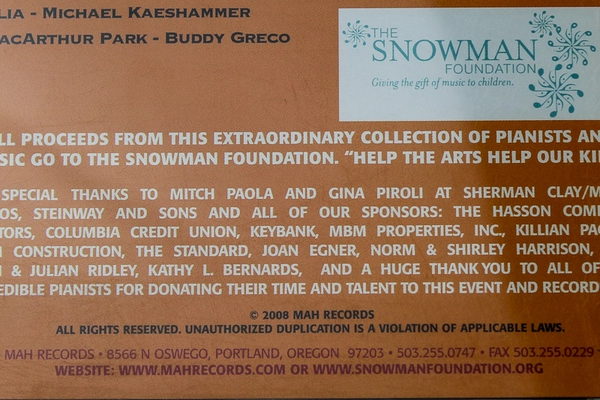 LIA - MICHAEL KAESHAMMER
ACARTHUR PARK - BUDDY GRECO
THE
SNOWMAN
FOUNDATION
Giving the gift of music to children.
LL PROCEEDS FROM THIS EXTRAORDINARY COLLECTION OF PIANISTS AN
SIC GO TO THE SNOWMAN FOUNDATION. “HELP THE ARTS HELP OUR KI
SPECIAL THANKS TO MITCH PAOLA AND GINA PIROLI AT SHERMAN CLAY/M
OS, STEINWAY AND SONS AND ALL OF OUR SPONSORS: THE HASSON COM
TORS, COLUMBIA CREDIT UNION, KEYBANK, MBM PROPERTIES, INC., KILLIAN PAC
CONSTRUCTION, THE STANDARD, JOAN EGNER, NORM & SHIRLEY HARRISON,
& JULIAN RIDLEY, KATHY L. BERNARDS, AND A HUGE THANK YOU TO ALL OF
EDIBLE PIANISTS FOR DONATING THEIR TIME AND TALENT TO THIS EVENT AND RECORD
© 2008 MAH RECORDS
ALL RIGHTS RESERVED. UNAUTHORIZED DUPLICATION IS A VIOLATION OF APPLICABLE LAWS.
MAH RECORDS • 8566 N OSWEGO, PORTLAND, OREGON 97203 • 503.255.0747 • FAX 503.255.0229
WEBSITE: WWW.MAHRECORDS.COM OR WWW.SNOWMANFOUNDATION.ORG